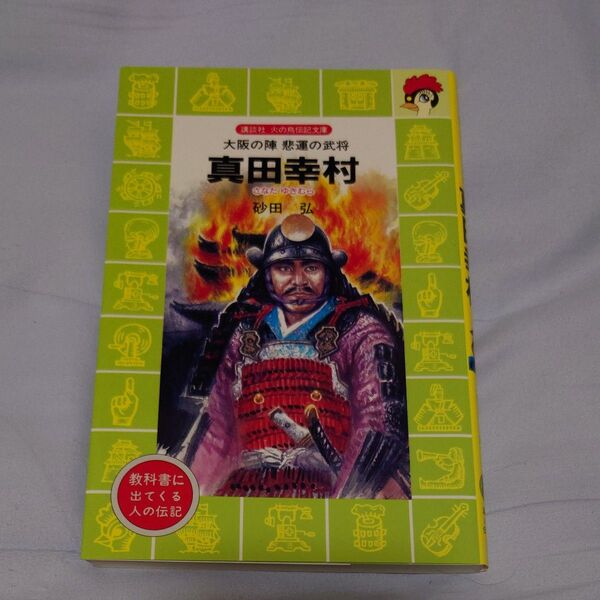 講談社 火の鳥伝記文庫
大阪の陣 悲運の武将
真田幸村
さなだ ゆきむら
砂田 弘
教科書に
出てくる
人の伝記